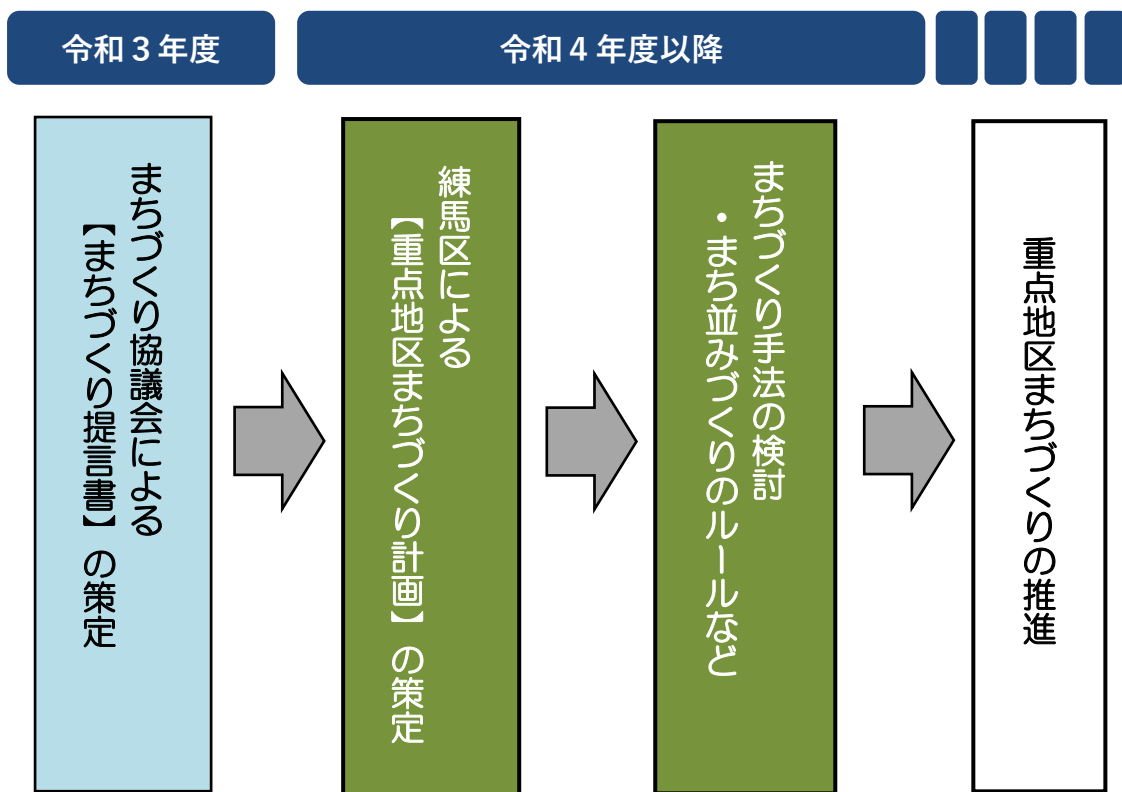 令和３年度
令和４年度以降
まちづくり協議会による
【まちづくり提言書】の策定
練馬区による
【重点地区まちづくり計画】の策定
まちづくり手法の検討
・まち並みづくりのルールなど
重点地区まちづくりの推進